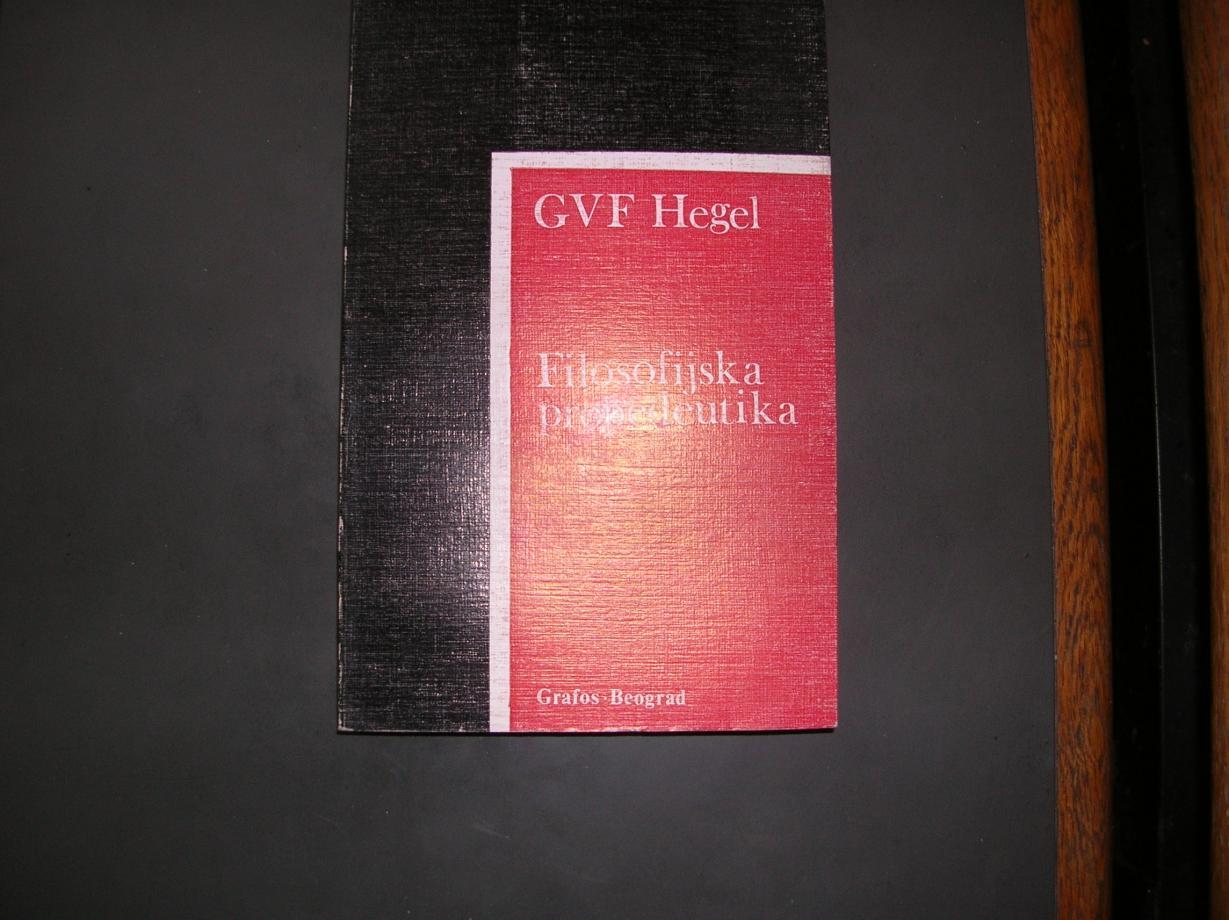 GVF Hegel
Filosofijska
propedeutika
Grafos·Beograd